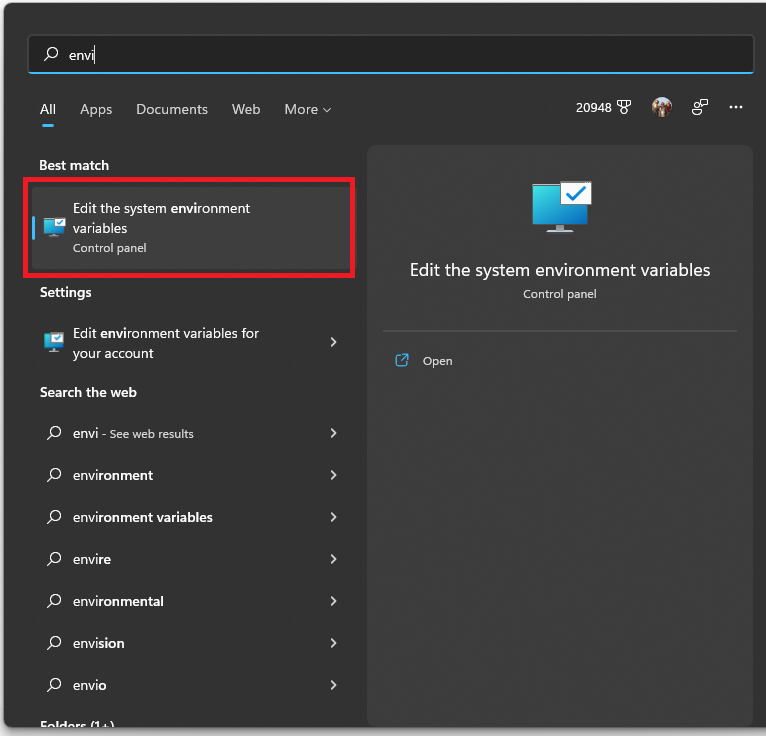 envi
All Apps Documents Web More
20948
Best match
Edit the system environment
variables
Control panel
Settings
Edit environment variables for
your account
Search the web
envi - See web results
environment
environment variables
envire
environmental
envision
envio
Folders (1+)
Edit the system environment variables
Control panel
Open